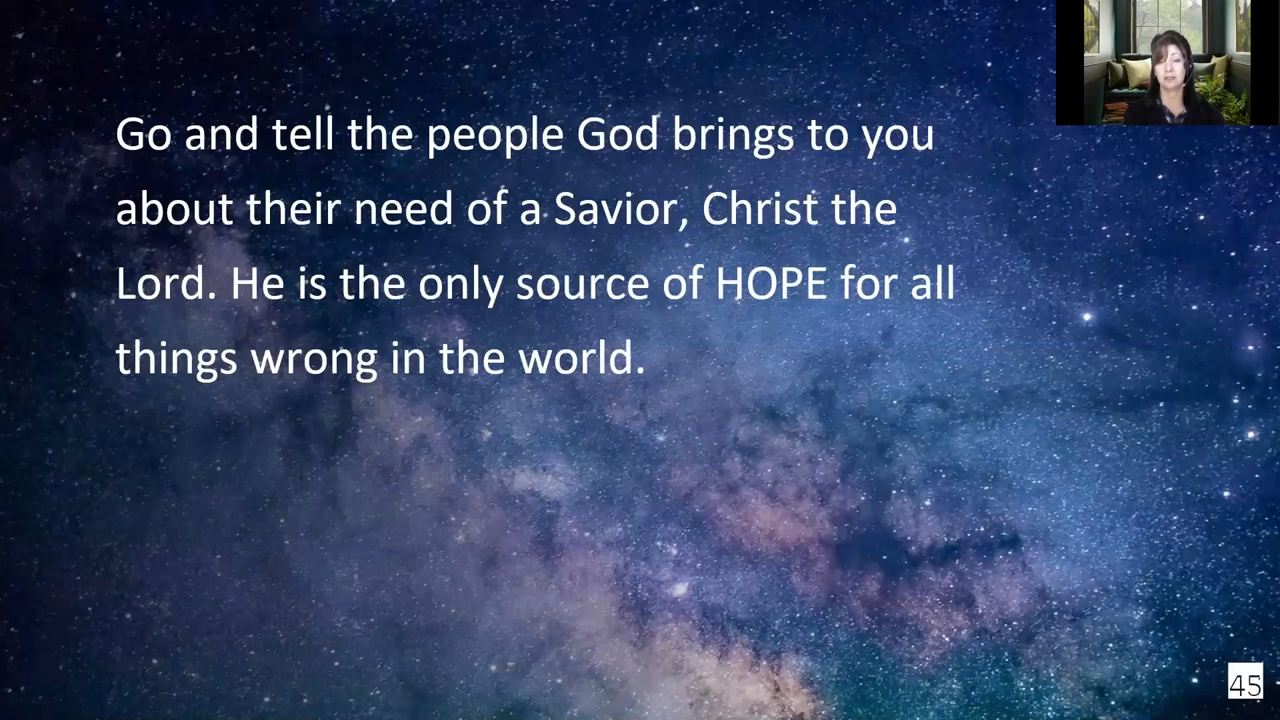 Go and tell the people God brings to you
about their need of a Savior, Christ the
Lord. He is the only source of HOPE for all
things wrong in the world.
45